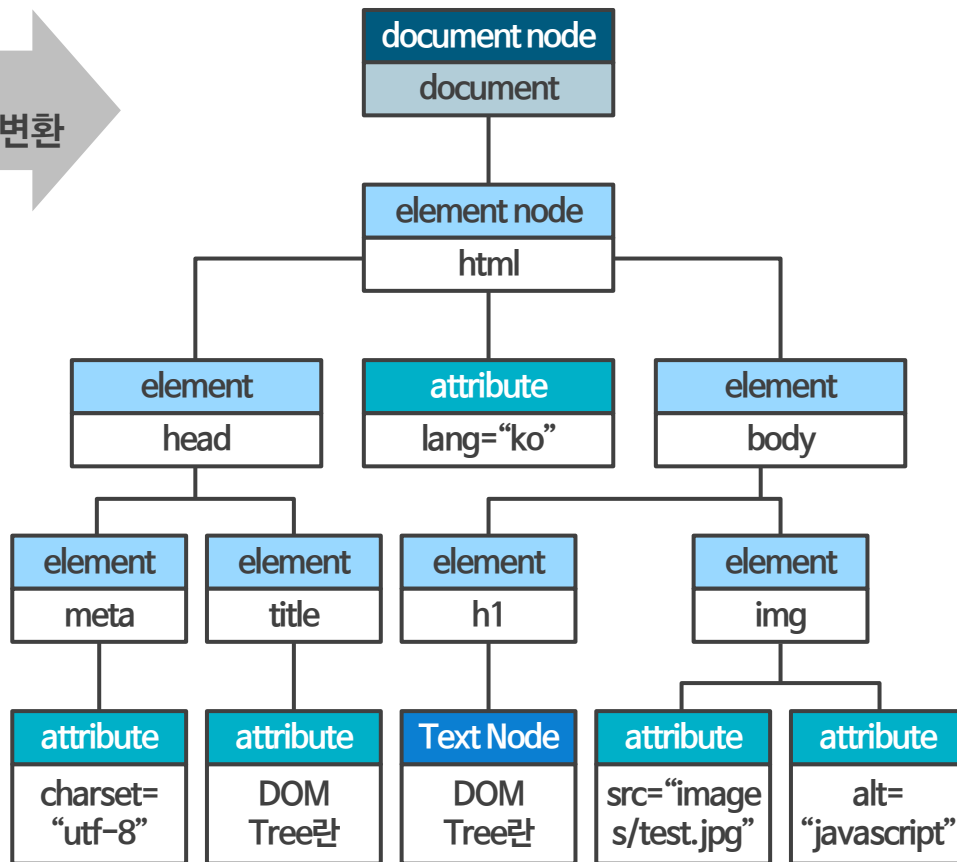 변환
document node
document
element node
html
element
head
attribute
lang=“ko”
element
body
element
meta
element
title
element
h1
element
img
attribute
charset=
“utf-8”
attribute
DOM
Tree란
Text Node
DOM
Tree란
attribute
src=“image
s/test.jpg”
attribute
alt=
“javascript”